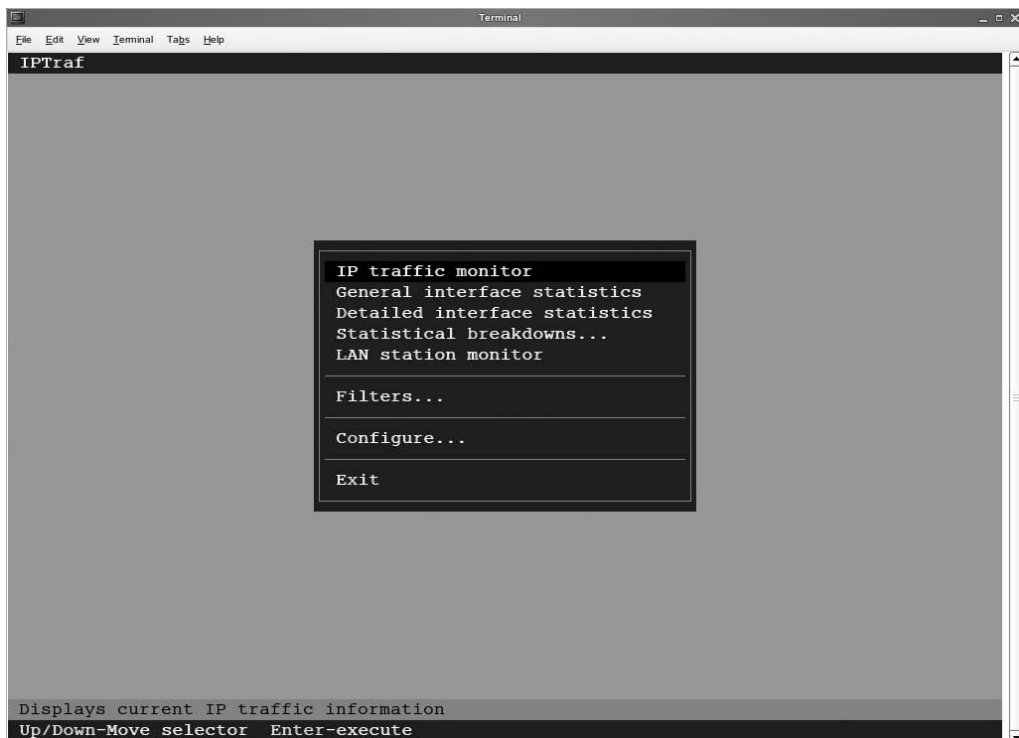 Terminal
File Edit View Terminal Tabs Help
IPTraf
IP traffic monitor
General interface statistics
Detailed interface statistics
Statistical breakdowns...
LAN station monitor
Filters...
Configure...
Exit
Displays current IP traffic information
Up/Down-Move selector Enter-execute